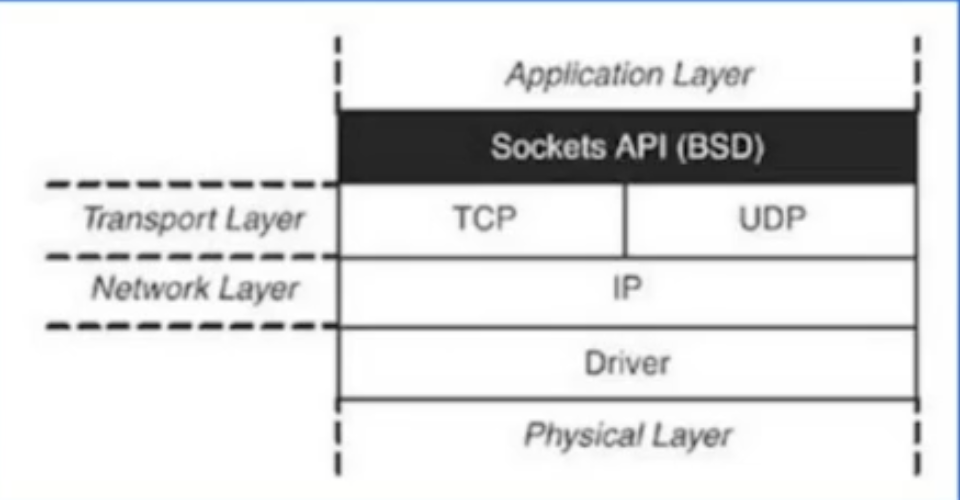 Application Layer
Sockets API (BSD)
Transport Layer TCP UDP
Network Layer IP
Driver
Physical Layer